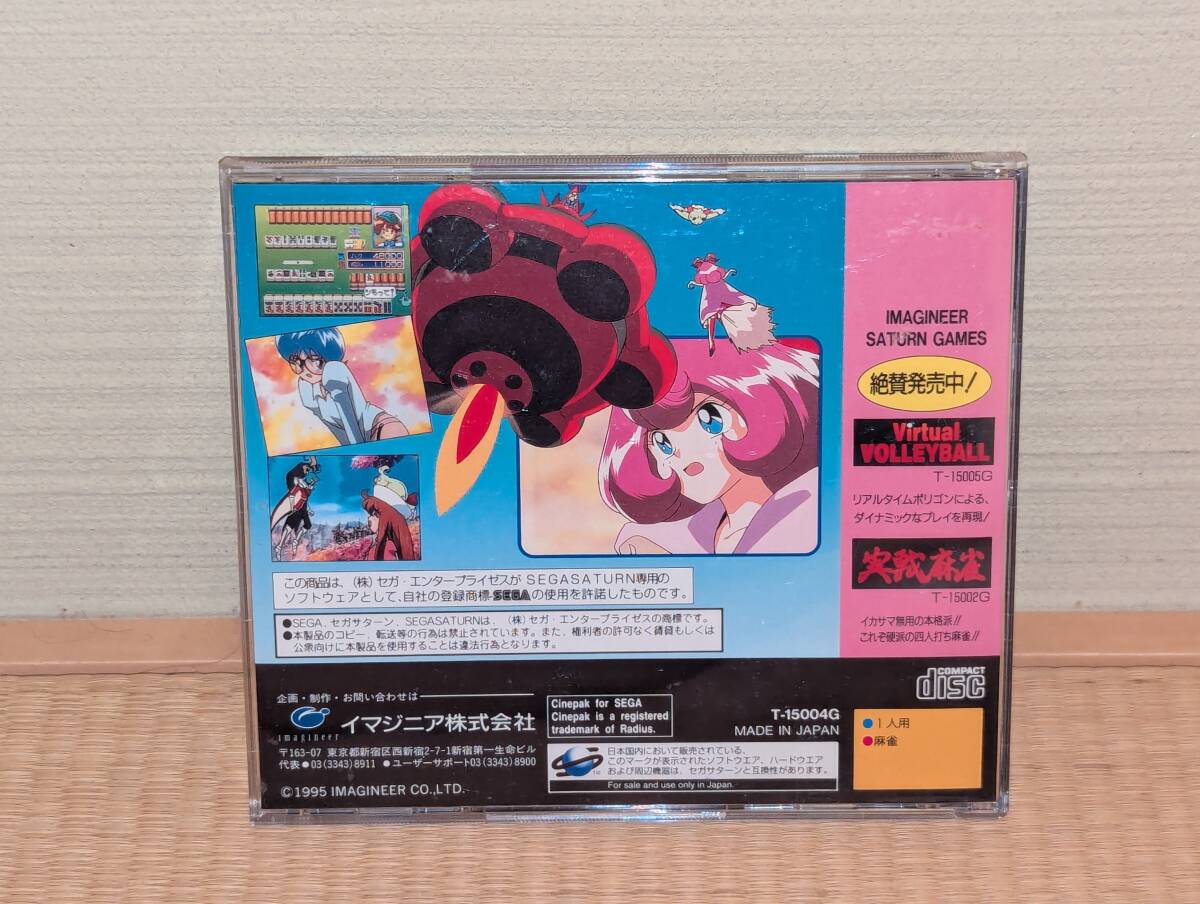 48000
11000
ンモって?
IMAGINEER
SATURN GAMES
絶賛発売中!
Virtual
VOLLEYBALL
T-15005G
リアルタイムポリゴンによる、
ダイナミックなプレイを再現!
実戦麻雀
T-15002G
イカサマ無用の本格派!!
これぞ硬派の四人打ち麻雀!!
この商品は、(株)セガ・エンタープライゼスがSEGASATURN専用の
ソフトウェアとして、自社の登録商標SEGAの使用を許諾したものです。
●SEGA、セガサターン、SEGASATURNは、(株)セガ・エンタープライゼスの商標です。
●本製品のコピー、転送等の行為は禁止されています。また、権利者の許可なく賃貸もしくは
公衆向けに本製品を使用することは違法行為となります。
COMPACT
disc
企画・制作・お問い合わせは
imagineer
イマジニア株式会社
〒163-07 東京都新宿区西新宿2-7-1新宿第一生命ビル
代表●03(3343)8911 ●ユーザーサポート03(3343)8900
©1995 IMAGINEER CO.,LTD.
Cinepak for SEGA
Cinepak is a registered
trademark of Radius.
T-15004G
MADE IN JAPAN
日本国内において販売されている、
このマークが表示されたソフトウエア、ハードウエア
および周辺機器は、セガサターンと互換性があります。
For sale and use only in Japan.
●1人用
●麻雀